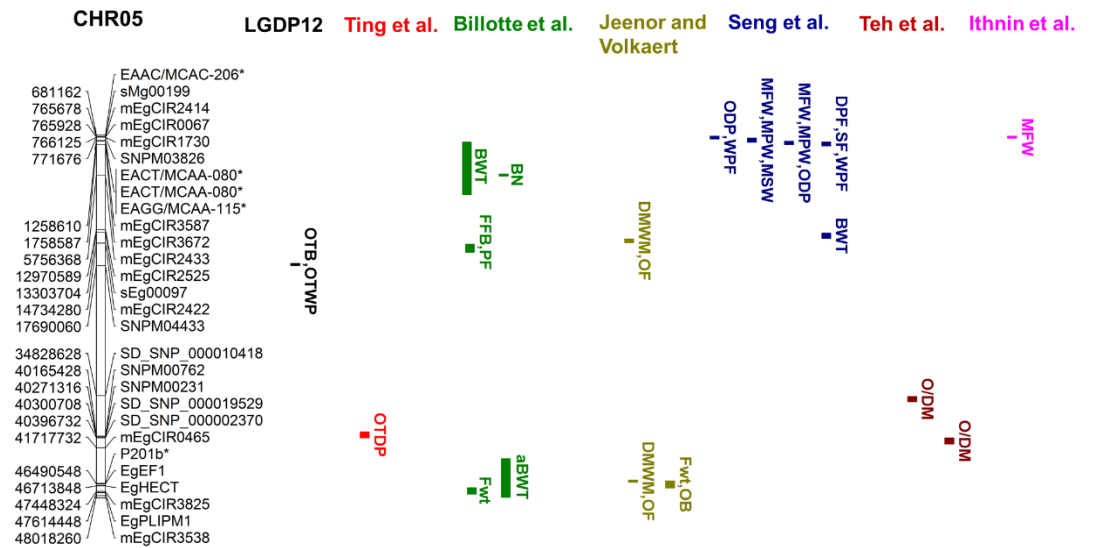 CHR05
LGDP12
Ting et al.
Billotte et al.
Jeenor and
Volkaert
Seng et al.
Teh et al.
Ithnin et al.
EAAC/MCAC-206*
681162 sMg00199
765678 mEgCIR2414
765928 mEgCIR0067
766125 mEgCIR1730
771676 SNPM03826
EACT/MCAA-080*
EACT/MCAA-080*
EAGG/MCAA-115*
1258610 mEgCIR3587
1758587 mEgCIR3672
5756368 mEgCIR2433
12970589 mEgCIR2525
13303704 sEg00097
14734280 mEgCIR2422
17690060 SNPM04433
34828628 SD_SNP_000010418
40165428 SNPM00762
40271316 SNPM00231
40300708 SD_SNP_000019529
40396732 SD_SNP_000002370
41717732 mEgCIR0465
P201b*
46490548 EgEF1
46713848 EgHECT
47448324 mEgCIR3825
47614448 EgPLIPM1
48018260 mEgCIR3538
OTB,OTWP
OTDP
BWT
BN
FFB,PF
aBWT
Fwt
DMWM,OF
DMWM,OF
Fwt,OB
ODP,WPF
MFW,MPW,MSW
MFW,MPW,ODP
DPF,SF,WPF
BWT
O/DM
O/DM
MFW